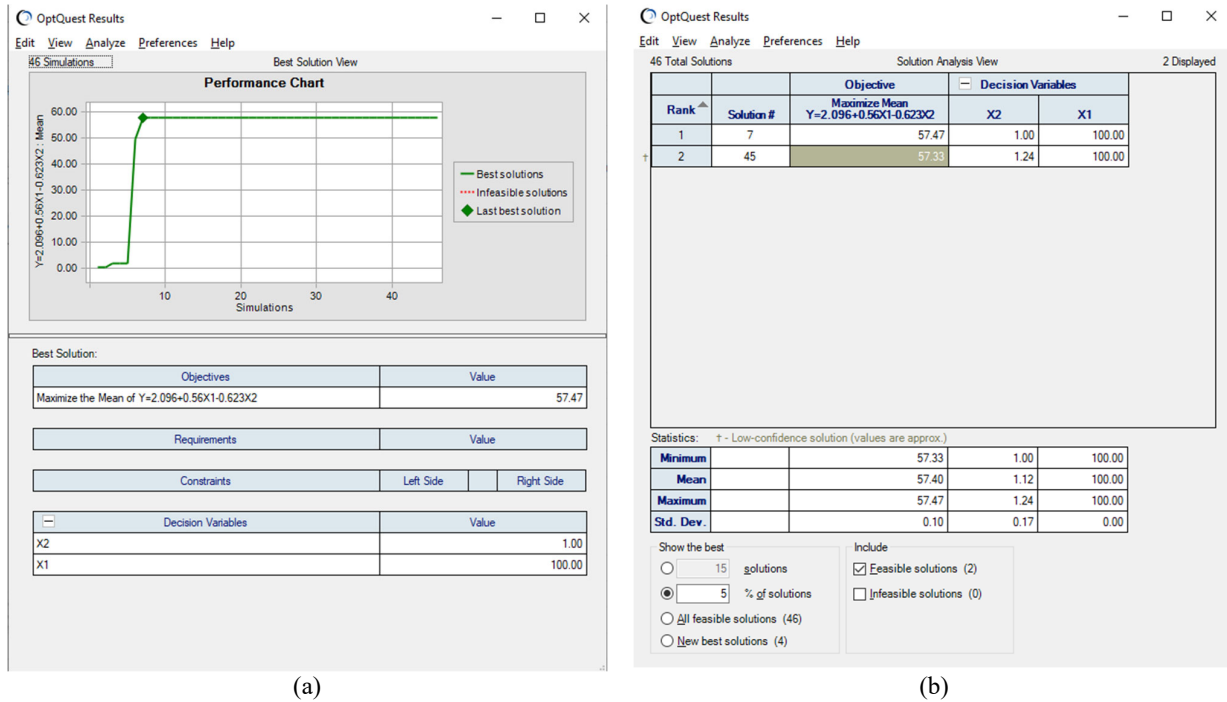 OptQuest Results
Edit View Analyze Preferences Help
46 Simulations Best Solution View
Performance Chart
Y=2.096+0.56X1-0.623X2 : Mean
60.00
50.00
40.00
30.00
20.00
10.00
0.00
10 20 30 40
Simulations
Best solutions
Infeasible solutions
Last best solution
Best Solution:
Objectives Value
Maximize the Mean of Y=2.096+0.56X1-0.623X2 57.47
Requirements Value
Constraints Left Side Right Side
Decision Variables Value
X2 1.00
X1 100.00
(a)
OptQuest Results
Edit View Analyze Preferences Help
46 Total Solutions Solution Analysis View 2 Displayed
Objective Decision Variables
Rank Solution # Maximize Mean
Y=2.096+0.56X1-0.623X2 X2 X1
1 7 57.47 1.00 100.00
† 2 45 57.33 1.24 100.00
Statistics: † - Low-confidence solution (values are approx.)
Minimum 57.33 1.00 100.00
Mean 57.40 1.12 100.00
Maximum 57.47 1.24 100.00
Std. Dev. 0.10 0.17 0.00
Show the best
15 solutions
5 % of solutions
All feasible solutions (46)
New best solutions (4)
Include
Feasible solutions (2)
Infeasible solutions (0)
(b)